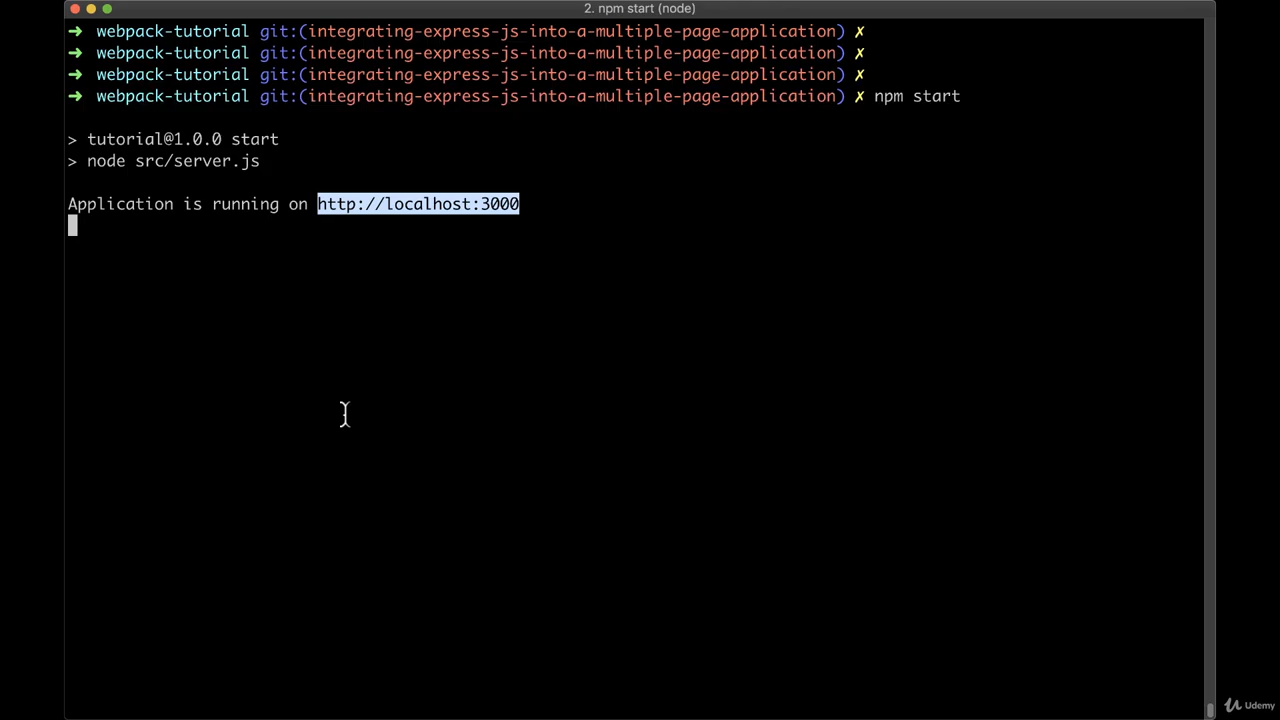 2. npm start (node)
➜ webpack-tutorial git:(integrating-express-js-into-a-multiple-page-application) ✗
➜ webpack-tutorial git:(integrating-express-js-into-a-multiple-page-application) ✗
➜ webpack-tutorial git:(integrating-express-js-into-a-multiple-page-application) ✗
➜ webpack-tutorial git:(integrating-express-js-into-a-multiple-page-application) ✗ npm start
> tutorial@1.0.0 start
> node src/server.js
Application is running on http://localhost:3000
Udemy